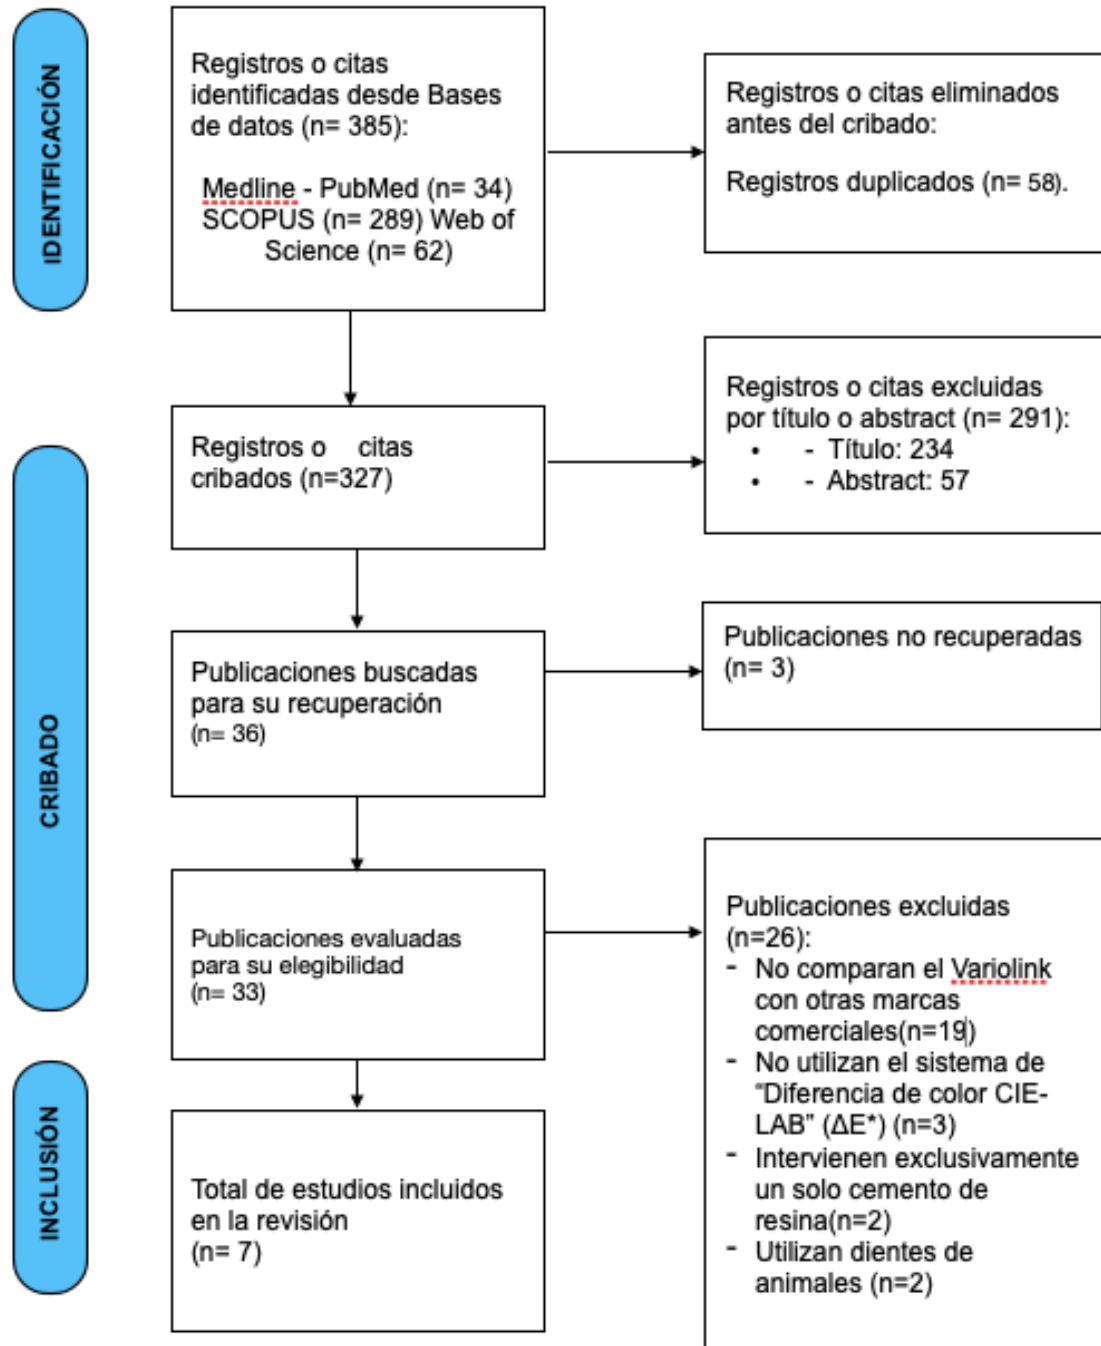 IDENTIFICACIÓN
Registros o citas
identificadas desde Bases
de datos (n= 385):
Medline - PubMed (n= 34)
SCOPUS (n= 289) Web of
Science (n= 62)
Registros o citas eliminados
antes del cribado:
Registros duplicados (n= 58).
CRIBADO
Registros o citas
cribados (n=327)
Registros o citas excluidas
por título o abstract (n= 291):
• - Título: 234
• - Abstract: 57
Publicaciones buscadas
para su recuperación
(n= 36)
Publicaciones no recuperadas
(n= 3)
Publicaciones evaluadas
para su elegibilidad
(n= 33)
Publicaciones excluidas
(n=26):
- No comparan el Variolink
con otras marcas
comerciales(n=19)
- No utilizan el sistema de
"Diferencia de color CIE-
LAB" (ΔE*) (n=3)
- Intervienen exclusivamente
un solo cemento de
resina(n=2)
- Utilizan dientes de
animales (n=2)
INCLUSIÓN
Total de estudios incluidos
en la revisión
(n= 7)